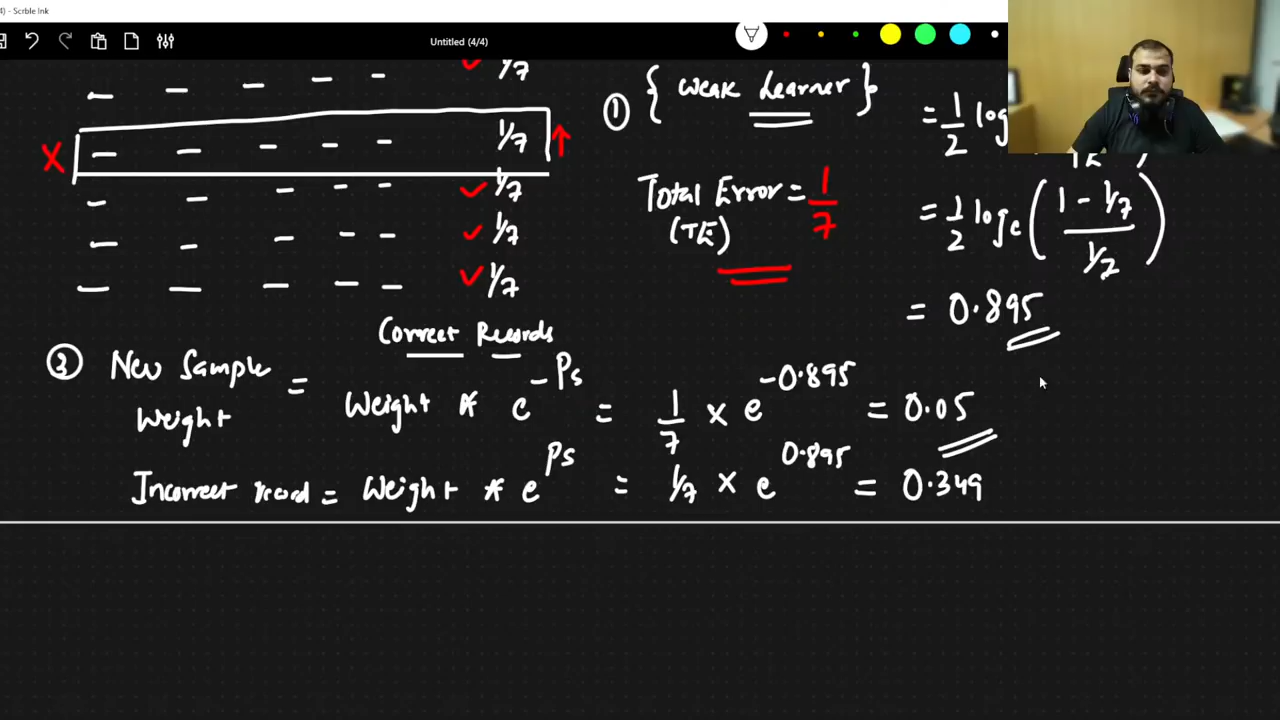 /4) - Scrble Ink
Untitled (4/4)
✓ 1/7
X 1/7 ↑
✓ 1/7
✓ 1/7
✓ 1/7
① { Weak Learner }
Total Error = 1/7
(TE)
= 1/2 log
TE )
= 1/2 loge ( 1 - 1/7 / 1/7 )
= 0.895
Correct Records
③ New Sample Weight = Weight * e^-Ps = 1/7 × e^-0.895 = 0.05
Incorrect record = Weight * e^Ps = 1/7 × e^0.895 = 0.349